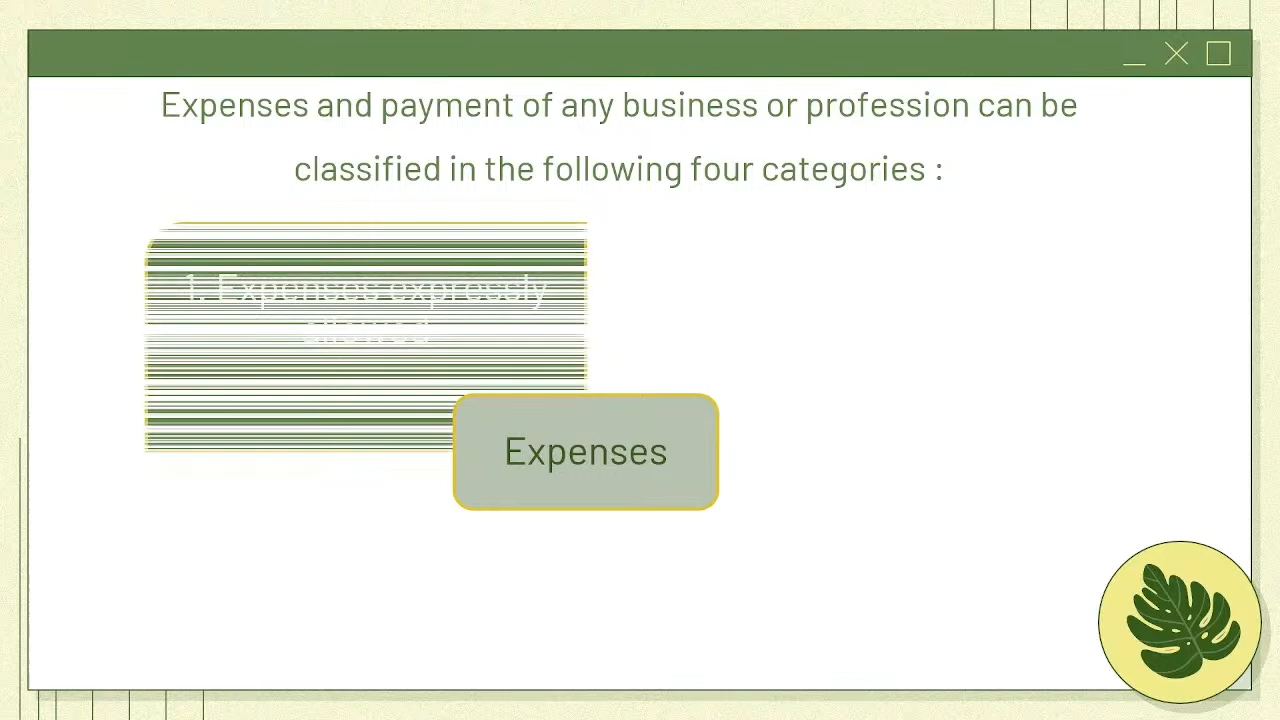 Expenses and payment of any business or profession can be
classified in the following four categories :
1. Expenses expressly
allowed
Expenses